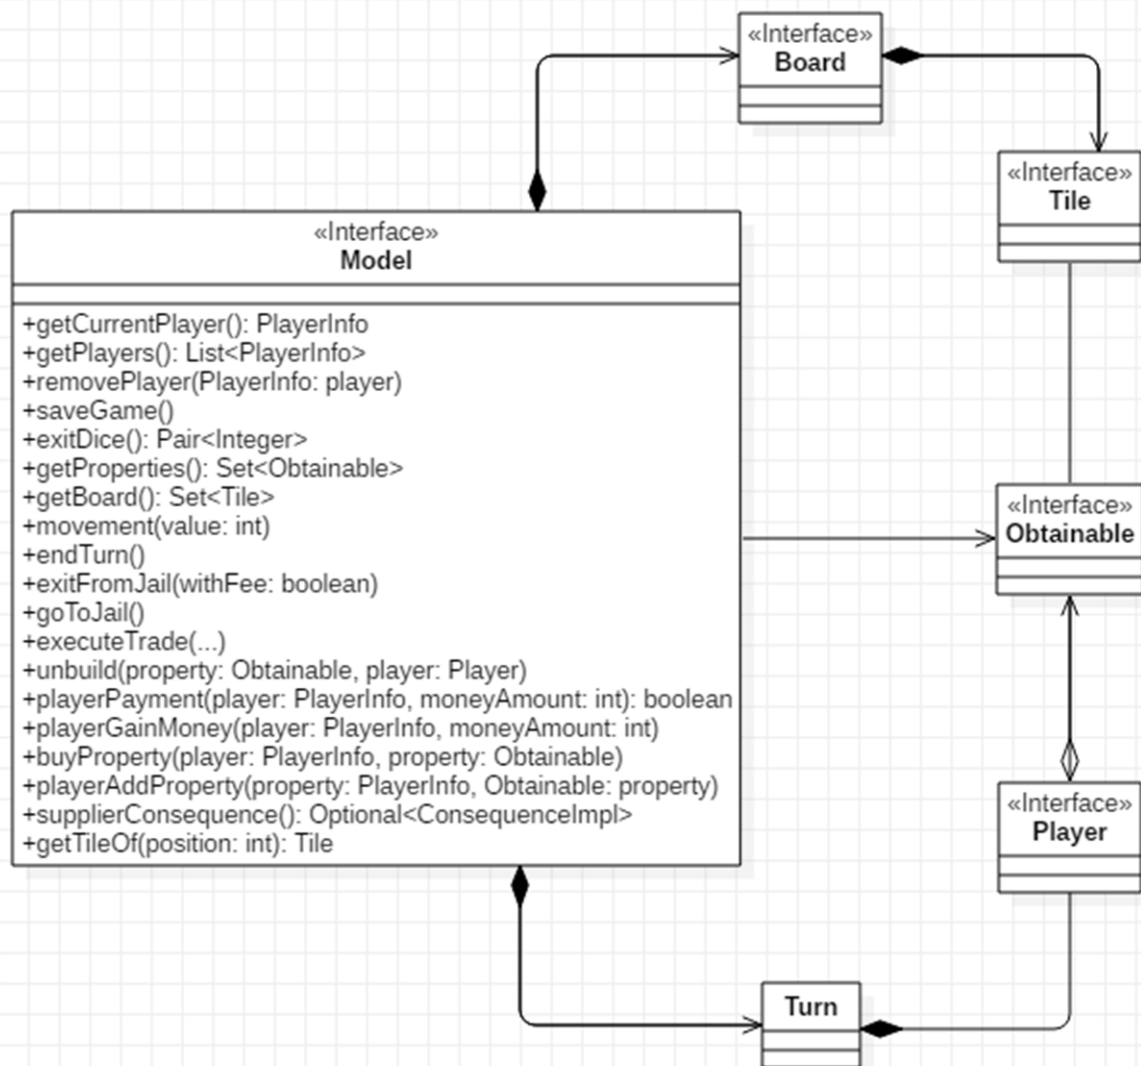 «Interface»
Board
«Interface»
Tile
«Interface»
Model
+getCurrentPlayer(): PlayerInfo
+getPlayers(): List<PlayerInfo>
+removePlayer(PlayerInfo: player)
+saveGame()
+exitDice(): Pair<Integer>
+getProperties(): Set<Obtainable>
+getBoard(): Set<Tile>
+movement(value: int)
+endTurn()
+exitFromJail(withFee: boolean)
+goToJail()
+executeTrade(...)
+unbuild(property: Obtainable, player: Player)
+playerPayment(player: PlayerInfo, moneyAmount: int): boolean
+playerGainMoney(player: PlayerInfo, moneyAmount: int)
+buyProperty(player: PlayerInfo, property: Obtainable)
+playerAddProperty(property: PlayerInfo, Obtainable: property)
+supplierConsequence(): Optional<ConsequenceImpl>
+getTileOf(position: int): Tile
«Interface»
Obtainable
«Interface»
Player
Turn